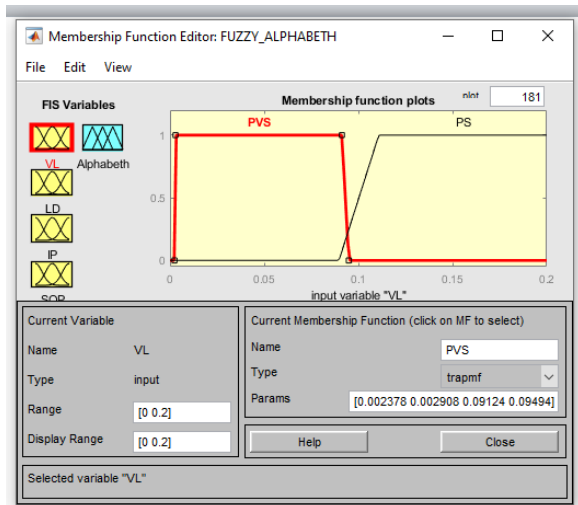 Membership Function Editor: FUZZY_ALPHABETH
File Edit View
FIS Variables
VL
Alphabeth
LD
IP
Membership function plots
181
PVS
PS
1
0.5
0
0 0.05 0.1 0.15 0.2
input variable "VL"
Current Variable
Name VL
Type input
Range [0 0.2]
Display Range [0 0.2]
Current Membership Function (click on MF to select)
Name PVS
Type trapmf
Params [0.002378 0.002908 0.09124 0.09494]
Help Close
Selected variable "VL"